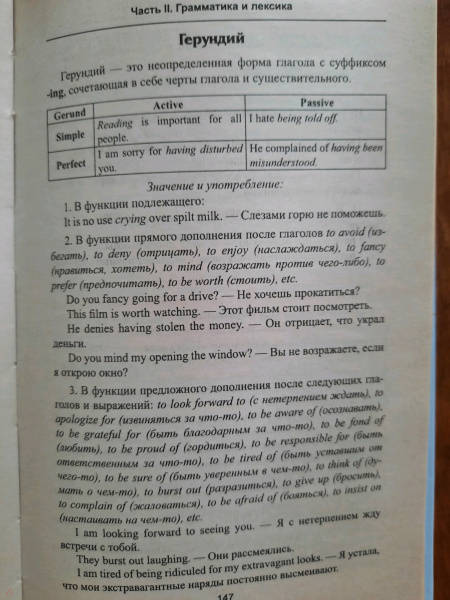 Часть II. Грамматика и лексика
Герундий
Герундий — это неопределенная форма глагола с суффиксом
-ing, сочетающая в себе черты глагола и существительного.
Gerund Active Passive
Simple Reading is important for all people. I hate being told off.
Perfect I am sorry for having disturbed you. He complained of having been misunderstood.
Значение и употребление:
1. В функции подлежащего:
It is no use crying over spilt milk. — Слезами горю не поможешь.
2. В функции прямого дополнения после глаголов to avoid (из-
бегать), to deny (отрицать), to enjoy (наслаждаться), to fancy
(нравиться, хотеть), to mind (возражать против чего-либо), to
prefer (предпочитать), to be worth (стоить), etc.
Do you fancy going for a drive? — Не хочешь прокатиться?
This film is worth watching. — Этот фильм стоит посмотреть.
He denies having stolen the money. — Он отрицает, что украл
деньги.
Do you mind my opening the window? — Вы не возражаете, если
я открою окно?
3. В функции предложного дополнения после следующих гла-
голов и выражений: to look forward to (с нетерпением ждать), to
apologize for (извиняться за что-то), to be aware of (осознавать),
to be grateful for (быть благодарным за что-то), to be fond of
(любить), to be proud of (гордиться), to be responsible for (быть
ответственным за что-то), to be tired of (быть уставшим от
чего-то), to be sure of (быть уверенным в чем-то), to think of (ду-
мать о чем-то), to burst out (разразиться), to give up (бросить),
to complain of (жаловаться), to be afraid of (бояться), to insist on
(настаивать на чем-то), etc.
I am looking forward to seeing you. — Я с нетерпением жду
встречи с тобой.
They burst out laughing. — Они рассмеялись.
I am tired of being ridiculed for my extravagant looks. — Я устала,
что мои экстравагантные наряды постоянно высмеивают.
147